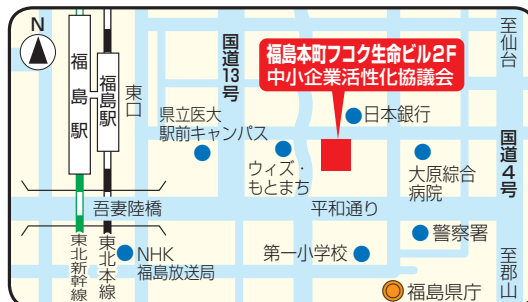 N
福島駅
福島駅
東口
国道13号
福島本町フコク生命ビル2F
中小企業活性化協議会
至仙台
県立医大
駅前キャンパス
日本銀行
ウィズ・
もとまち
大原綜合
病院
国道4号
吾妻陸橋
平和通り
東北新幹線
東北本線
NHK
福島放送局
第一小学校
警察署
至郡山
福島県庁